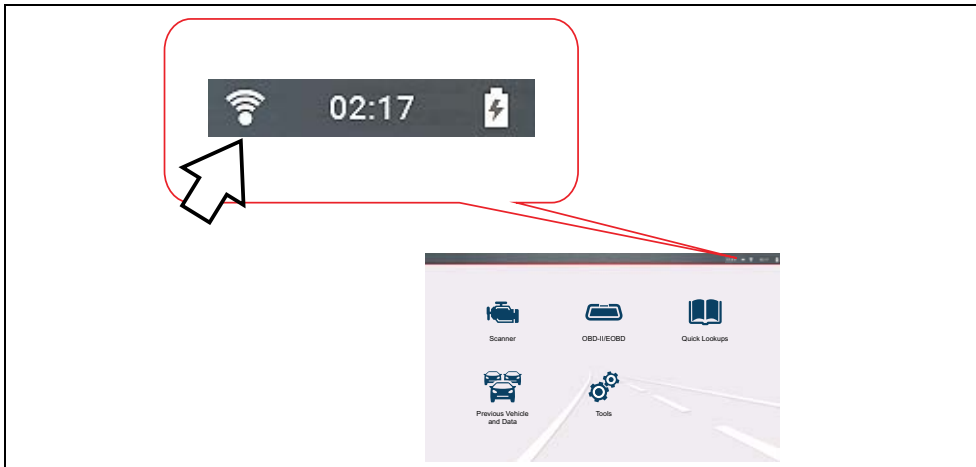 02:17
Scanner
OBD-II/EOBD
Quick Lookups
Previous Vehicle
and Data
Tools